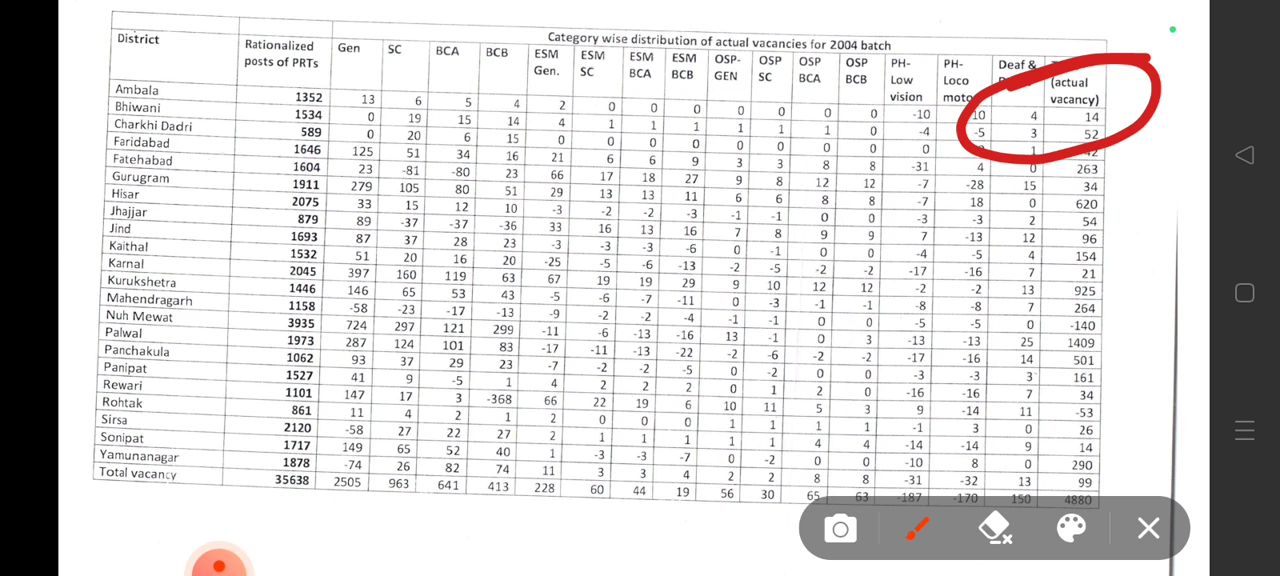 Category wise distribution of actual vacancies for 2004 batch
District Rationalized posts of PRTs Gen SC BCA BCB ESM Gen. ESM SC ESM BCA ESM BCB OSP-GEN OSP SC OSP BCA OSP BCB PH-Low vision PH-Loco moto Deaf & (actual vacancy)
Ambala 1352 13 6 5 4 2 0 0 0 0 0 0 0 -10 10 4 14
Bhiwani 1534 0 19 15 14 4 1 1 1 1 1 1 0 -4 -5 3 52
Charkhi Dadri 589 0 20 6 15 0 0 0 0 0 0 0 0 0 1 42
Faridabad 1646 125 51 34 16 21 6 6 9 3 3 8 8 -31 4 0 263
Fatehabad 1604 23 -81 -80 23 66 17 18 27 9 8 12 12 -7 -28 15 34
Gurugram 1911 279 105 80 51 29 13 13 11 6 6 8 8 -7 18 0 620
Hisar 2075 33 15 12 10 -3 -2 -2 -3 -1 -1 0 0 -3 -3 2 54
Jhajjar 879 89 -37 -37 -36 33 16 13 16 7 8 9 9 7 -13 12 96
Jind 1693 87 37 28 23 -3 -3 -3 -6 0 -1 0 0 -4 -5 4 154
Kaithal 1532 51 20 16 20 -25 -5 -6 -13 -2 -5 -2 -2 -17 -16 7 21
Karnal 2045 397 160 119 63 67 19 19 29 9 10 12 12 -2 -2 13 925
Kurukshetra 1446 146 65 53 43 -5 -6 -7 -11 0 -3 -1 -1 -8 -8 7 264
Mahendragarh 1158 -58 -23 -17 -13 -9 -2 -2 -4 -1 -1 0 0 -5 -5 0 -140
Nuh Mewat 3935 724 297 121 299 -11 -6 -13 -16 13 -1 0 3 -13 -13 25 1409
Palwal 1973 287 124 101 83 -17 -11 -13 -22 -2 -6 -2 -2 -17 -16 14 501
Panchakula 1062 93 37 29 23 -7 -2 -2 -5 0 -2 0 0 -3 -3 3 161
Panipat 1527 41 9 -5 1 4 2 2 2 0 1 2 0 -16 -16 7 34
Rewari 1101 147 17 3 -368 66 22 19 6 10 11 5 3 9 -14 11 -53
Rohtak 861 11 4 2 1 2 0 0 0 1 1 1 1 -1 3 0 26
Sirsa 2120 -58 27 22 27 2 1 1 1 1 1 4 4 -14 -14 9 14
Sonipat 1717 149 65 52 40 1 -3 -3 -7 0 -2 0 0 -10 8 0 290
Yamunanagar 1878 -74 26 82 74 11 3 3 4 2 2 8 8 -31 -32 13 99
Total vacancy 35638 2505 963 641 413 228 60 44 19 56 30 65 63 -187 -170 150 4880